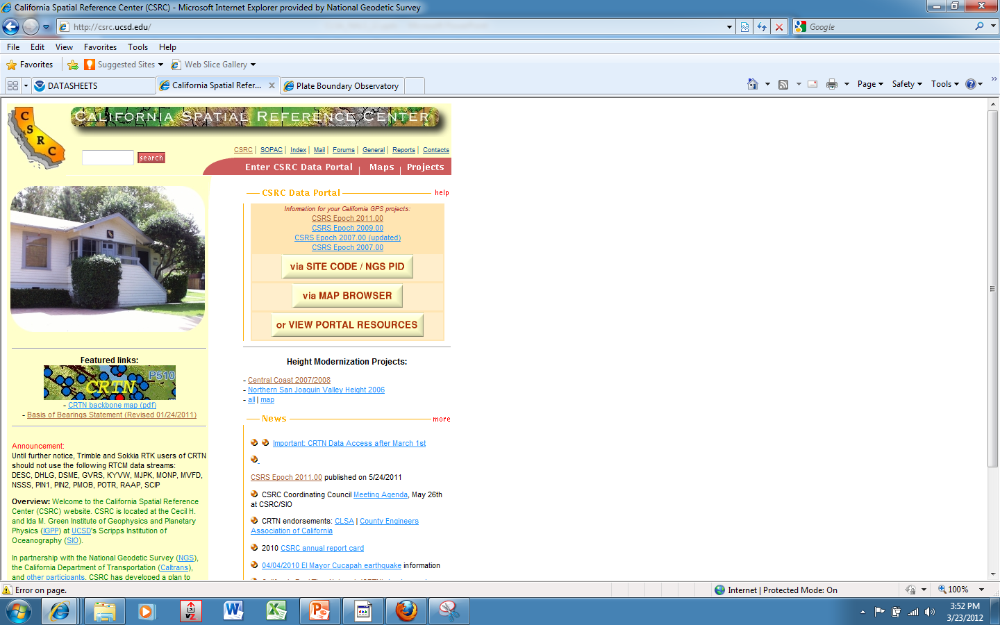 California Spatial Reference Center (CSRC) - Microsoft Internet Explorer provided by National Geodetic Survey
http://csrc.ucsd.edu/
Google
File Edit View Favorites Tools Help
Favorites Suggested Sites Web Slice Gallery
DATASHEETS California Spatial Refer... Plate Boundary Observatory
Page Safety Tools
CSRC
CALIFORNIA SPATIAL REFERENCE CENTER
search
CSRC | SOPAC | Index | Mail | Forums | General | Reports | Contacts
Enter CSRC Data Portal | Maps | Projects
Featured links:
P510
CRTN
- CRTN backbone map (pdf)
- Basis of Bearings Statement (Revised 01/24/2011)
Announcement:
Until further notice, Trimble and Sokkia RTK users of CRTN
should not use the following RTCM data streams:
DESC, DHLG, DSME, GVRS, KYVW, MJPK, MONP, MVFD,
NSSS, PIN1, PIN2, PMOB, POTR, RAAP, SCIP
Overview: Welcome to the California Spatial Reference
Center (CSRC) website. CSRC is located at the Cecil H.
and Ida M. Green Institute of Geophysics and Planetary
Physics (IGPP) at UCSD's Scripps Institution of
Oceanography (SIO).
In partnership with the National Geodetic Survey (NGS),
the California Department of Transportation (Caltrans),
and other participants, CSRC has developed a plan to
CSRC Data Portal help
Information for your California GPS projects:
CSRS Epoch 2011.00
CSRS Epoch 2009.00
CSRS Epoch 2007.00 (updated)
CSRS Epoch 2007.00
via SITE CODE / NGS PID
via MAP BROWSER
or VIEW PORTAL RESOURCES
Height Modernization Projects:
- Central Coast 2007/2008
- Northern San Joaquin Valley Height 2006
- all | map
News more
Important: CRTN Data Access after March 1st
CSRS Epoch 2011.00 published on 5/24/2011
CSRC Coordinating Council Meeting Agenda, May 26th
at CSRC/SIO
CRTN endorsements: CLSA | County Engineers
Association of California
2010 CSRC annual report card
04/04/2010 El Mayor Cucapah earthquake information
Error on page.
Internet | Protected Mode: On
100%
3:52 PM
3/23/2012